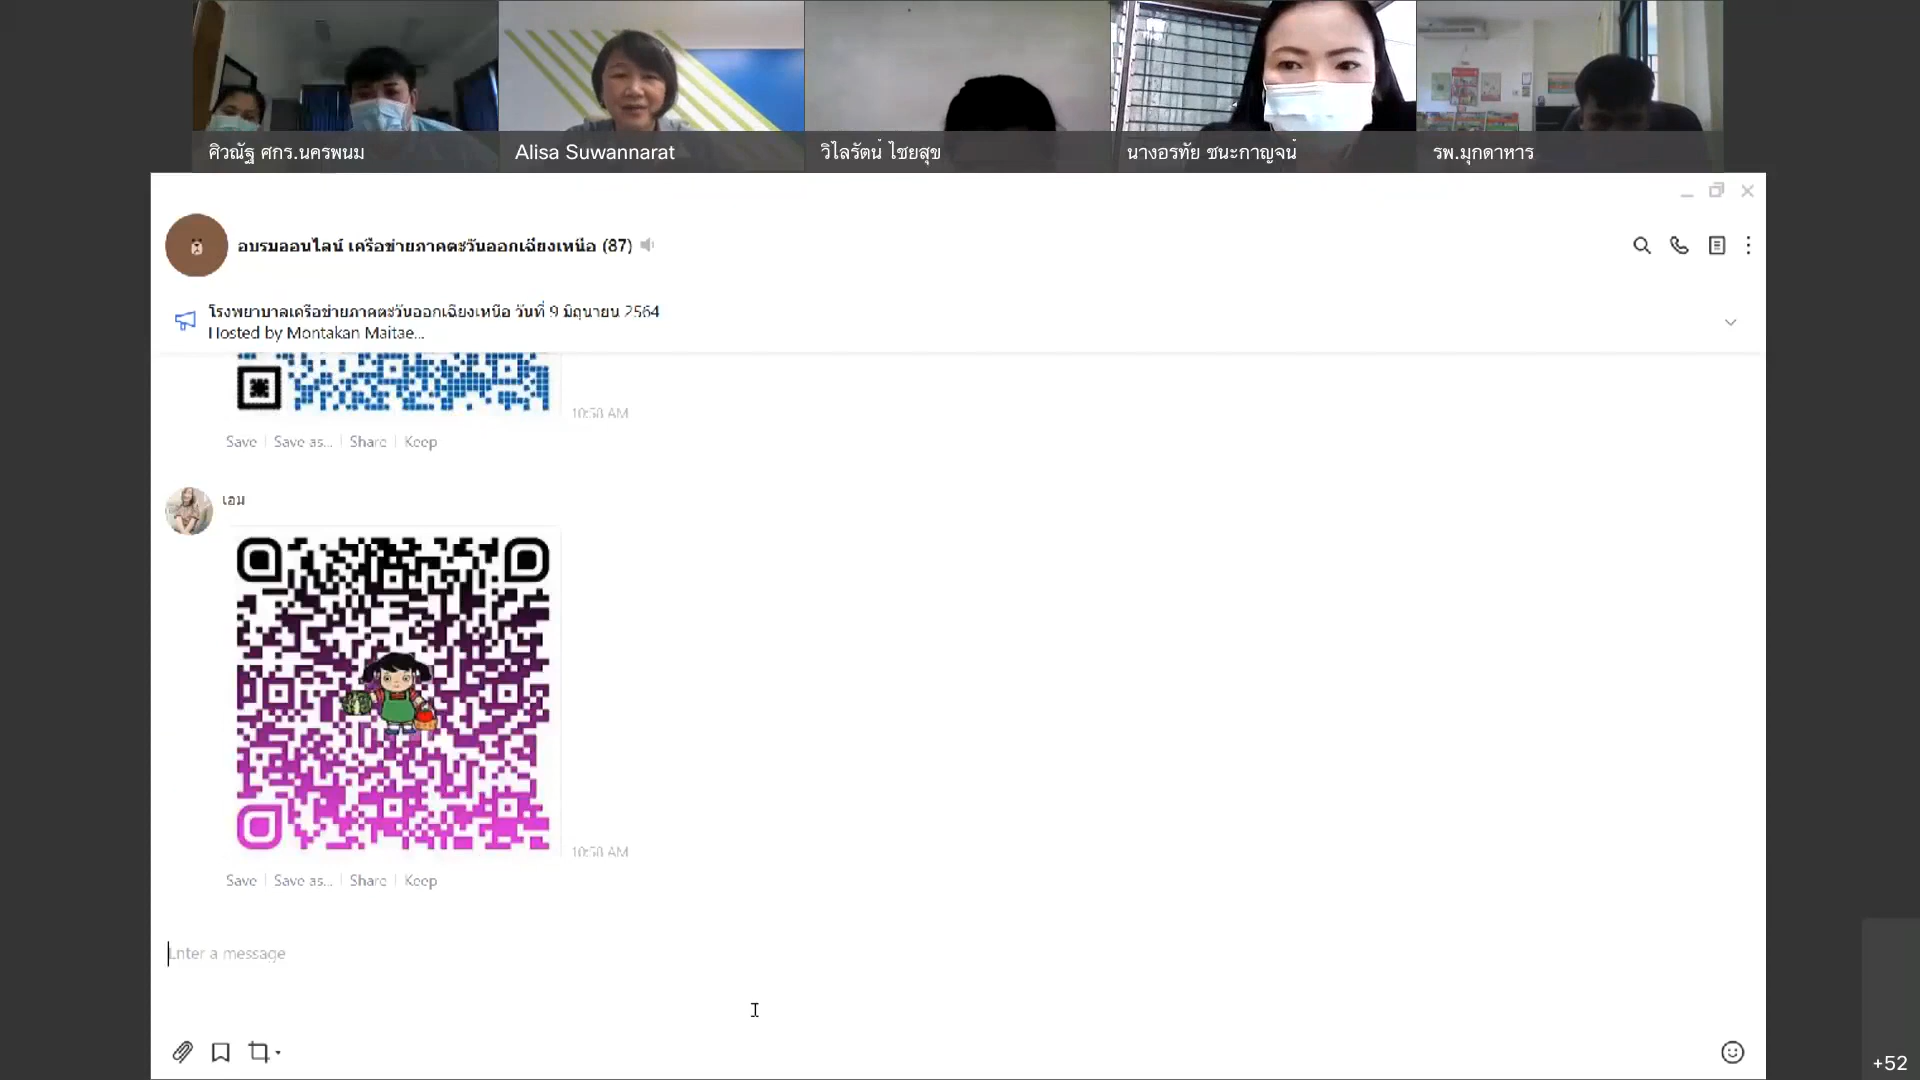 ศิวณัฐ ศกร.นครพนม
Alisa Suwannarat
วิไลรัตน์ ไชยสุข
นางอรทัย ชนะกาญจน์
รพ.มุกดาหาร
อบรมออนไลน์ เครือข่ายภาคตะวันออกเฉียงเหนือ (87)
โรงพยาบาลเครือข่ายภาคตะวันออกเฉียงเหนือ วันที่ 9 มิถุนายน 2564
Hosted by Montakan Maitae...
10:58 AM
Save | Save as... | Share | Keep
เอม
10:58 AM
Save | Save as... | Share | Keep
Enter a message
+52